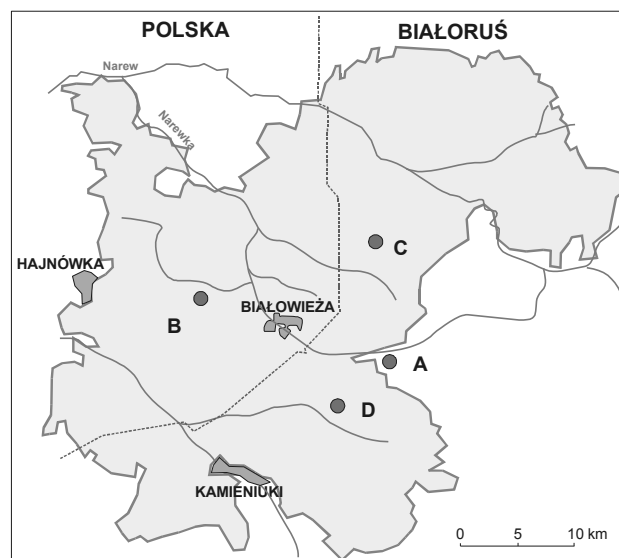 POLSKA
BIAŁORUŚ
Narew
Narewka
C
HAJNÓWKA
BIAŁOWIEŻA
B
A
D
KAMIENIUKI
0 5 10 km